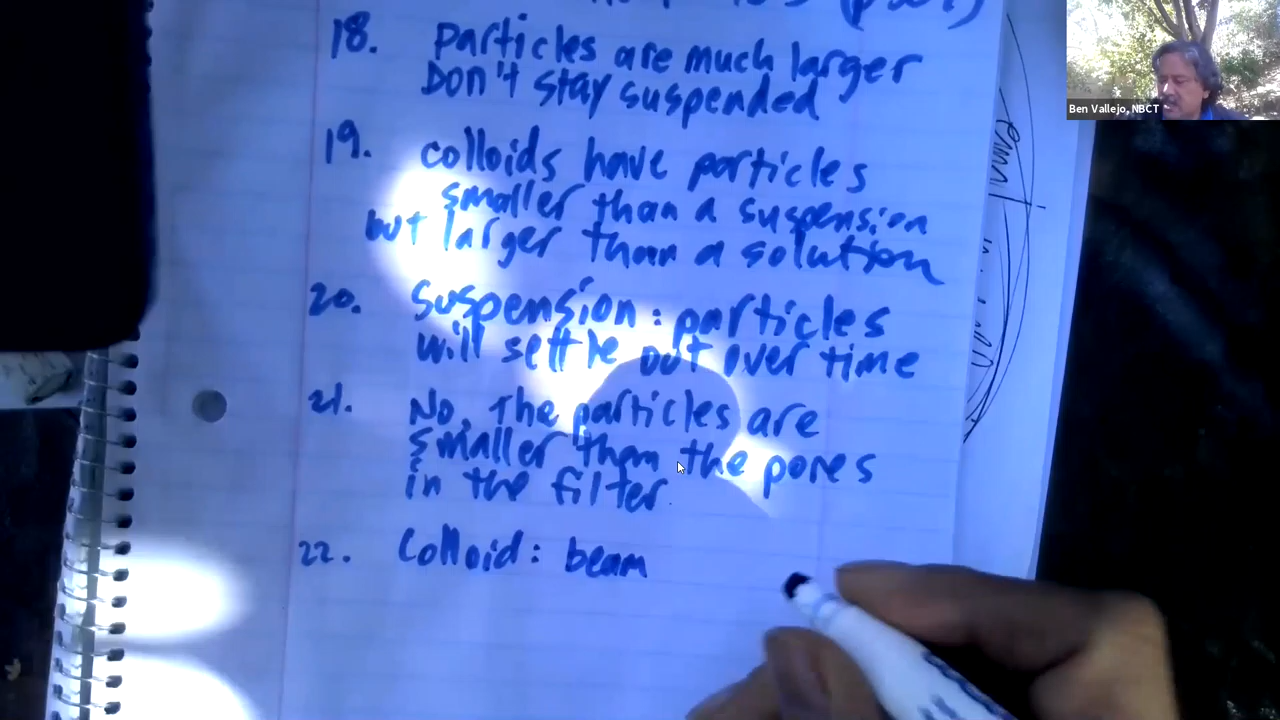 18. Particles are much larger
Don't stay suspended
19. colloids have particles
smaller than a suspension
but larger than a solution
20. Suspension: particles
will settle out over time
21. No, The particles are
smaller than the pores
in the filter.
22. Colloid: beam
Ben Vallejo, NBCT